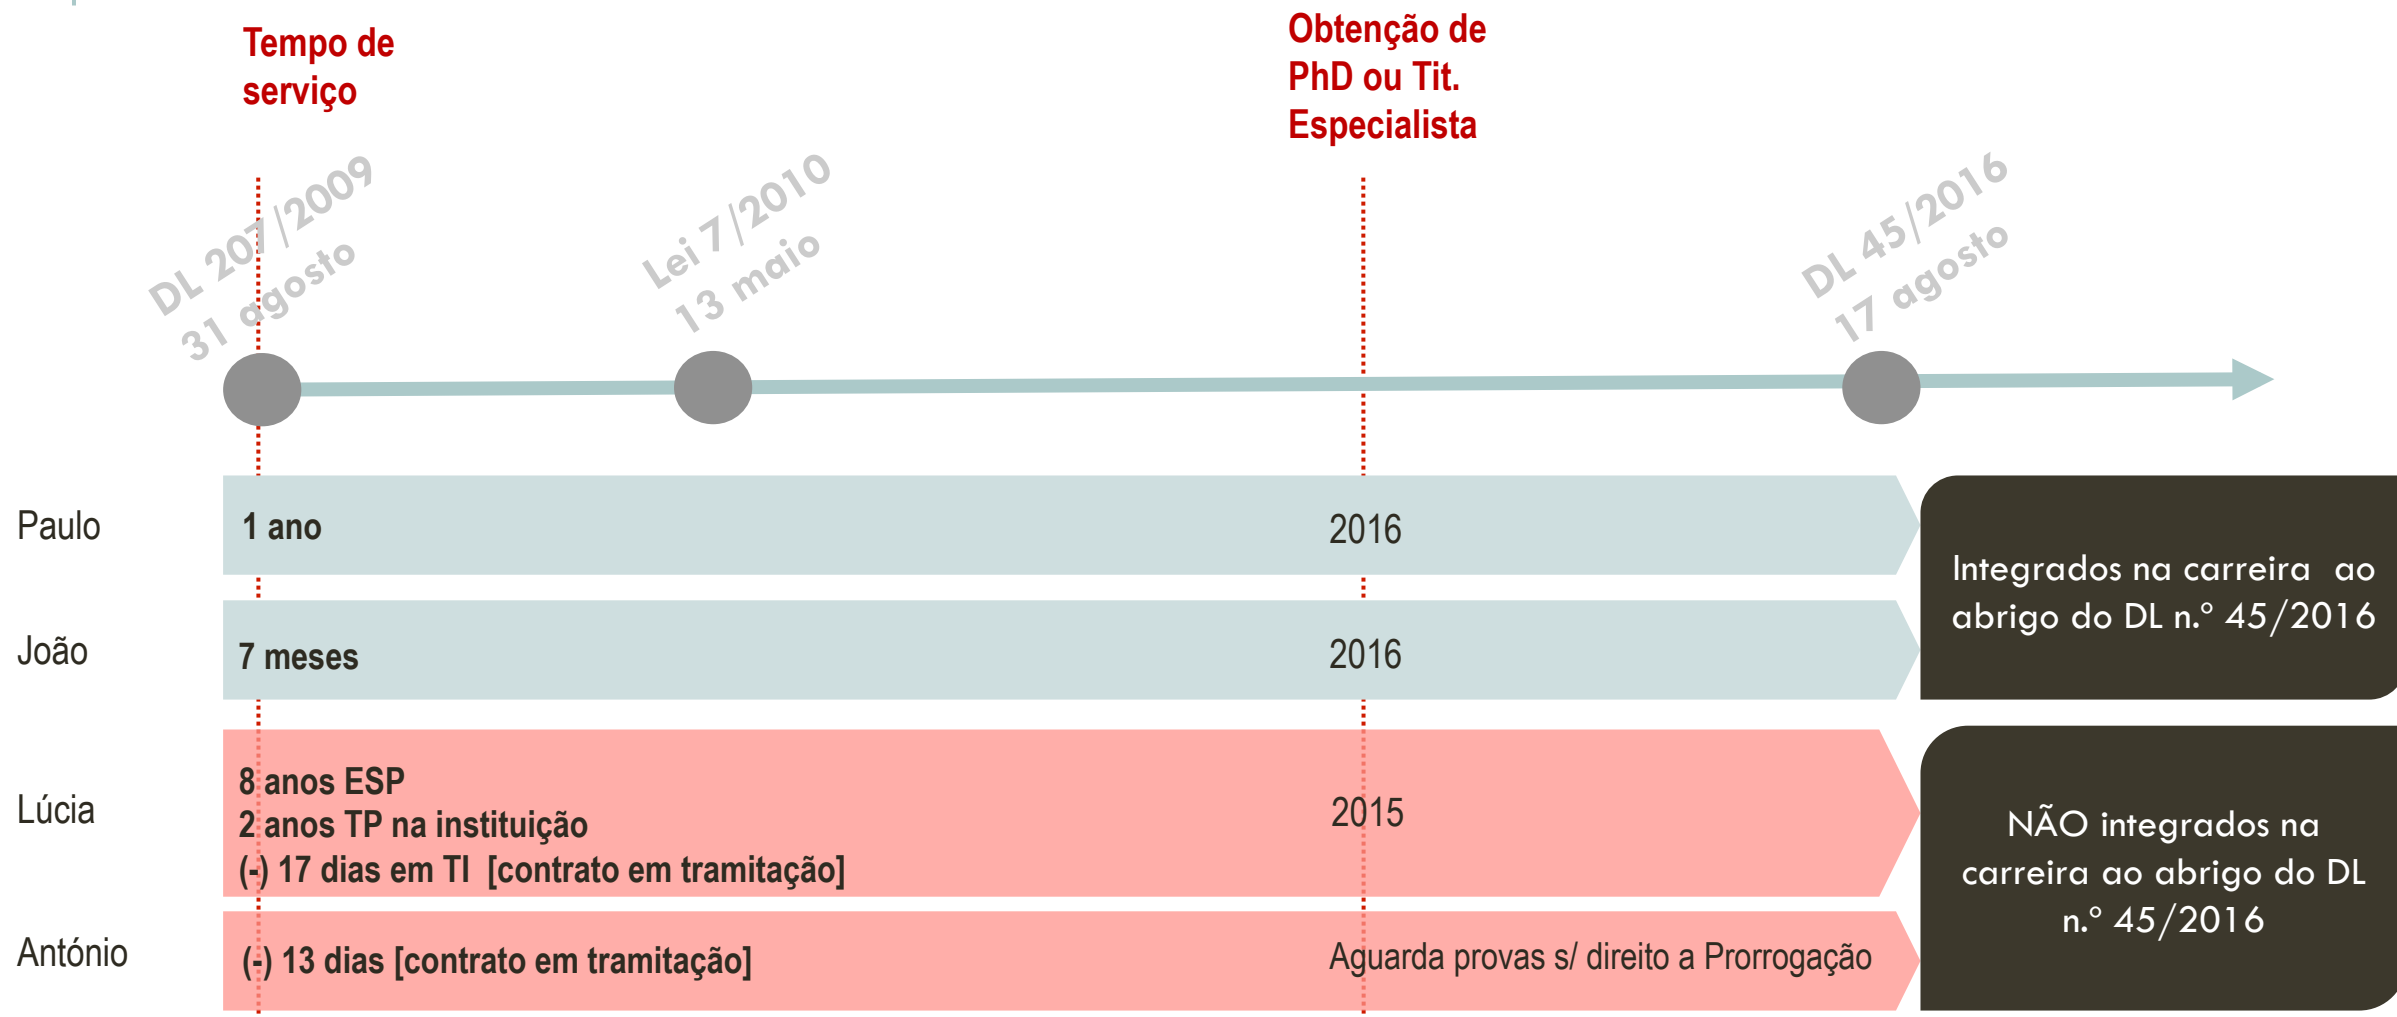 Tempo de
serviço
Obtenção de
PhD ou Tit.
Especialista
DL 207/2009
31 agosto
Lei 7/2010
13 maio
DL 45/2016
17 agosto
Paulo
1 ano
2016
João
7 meses
2016
Integrados na carreira ao
abrigo do DL n.º 45/2016
Lúcia
8 anos ESP
2 anos TP na instituição
(-) 17 dias em TI [contrato em tramitação]
2015
António
(-) 13 dias [contrato em tramitação]
Aguarda provas s/ direito a Prorrogação
NÃO integrados na
carreira ao abrigo do DL
n.º 45/2016